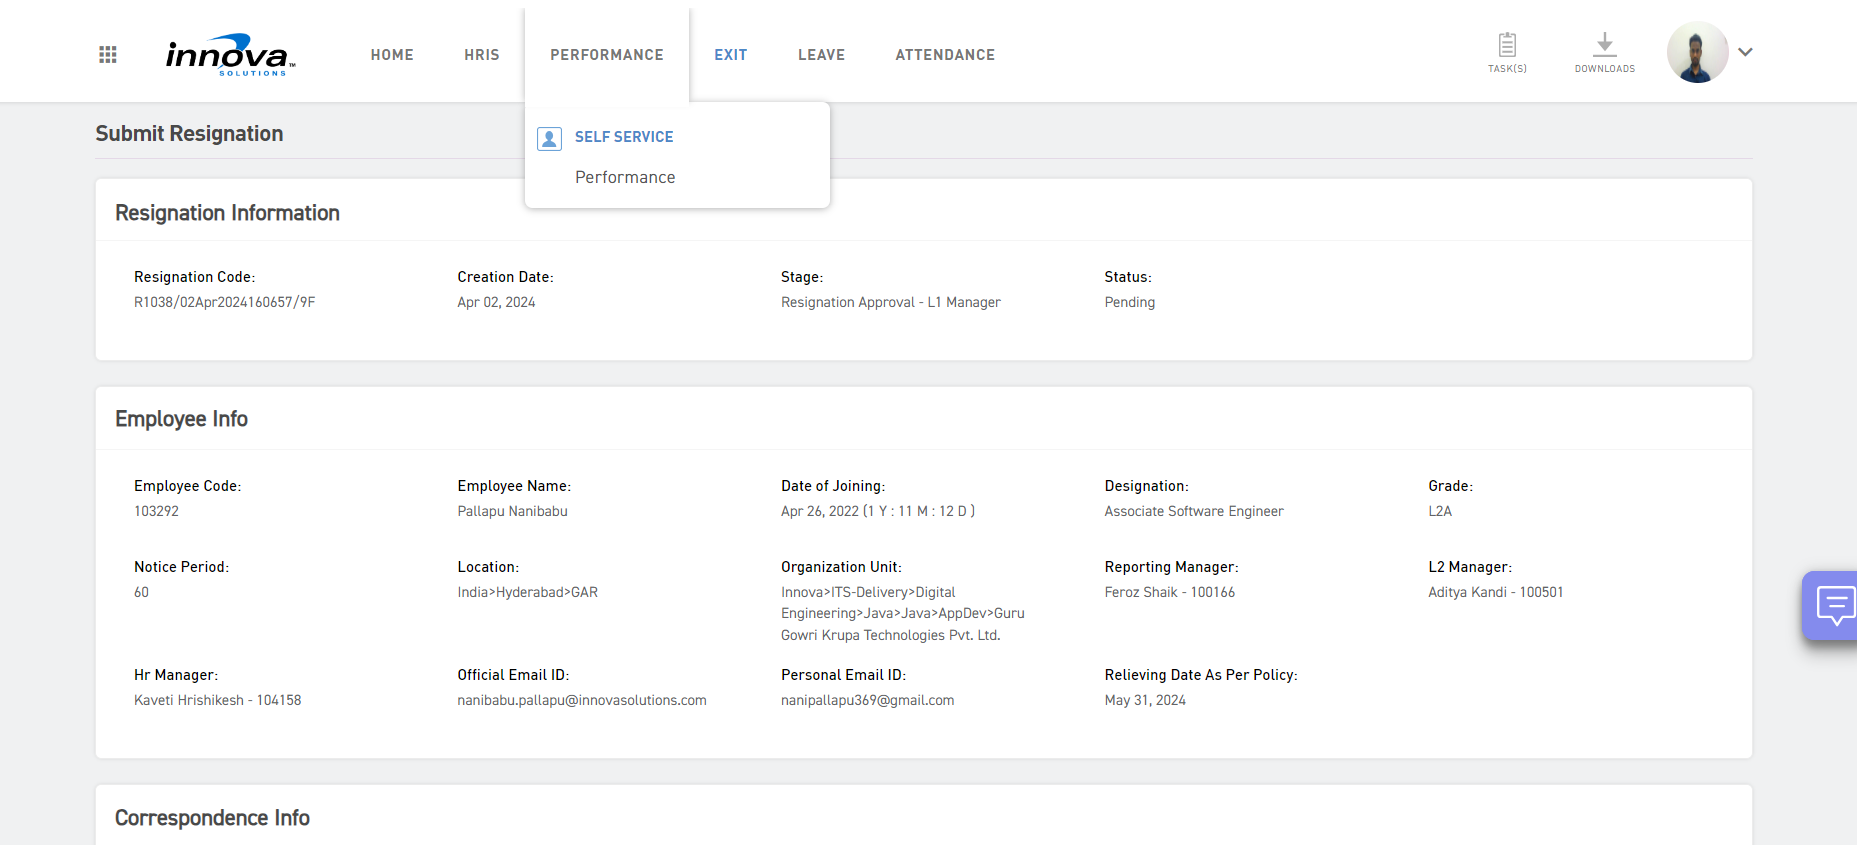 innova™
SOLUTIONS
HOME
HRIS
PERFORMANCE
EXIT
LEAVE
ATTENDANCE
TASK(S)
DOWNLOADS
SELF SERVICE
Performance
Submit Resignation
Resignation Information
Resignation Code:
R1038/02Apr2024160657/9F
Creation Date:
Apr 02, 2024
Stage:
Resignation Approval - L1 Manager
Status:
Pending
Employee Info
Employee Code:
103292
Employee Name:
Pallapu Nanibabu
Date of Joining:
Apr 26, 2022 (1 Y : 11 M : 12 D )
Designation:
Associate Software Engineer
Grade:
L2A
Notice Period:
60
Location:
India>Hyderabad>GAR
Organization Unit:
Innova>ITS-Delivery>Digital
Engineering>Java>Java>AppDev>Guru
Gowri Krupa Technologies Pvt. Ltd.
Reporting Manager:
Feroz Shaik - 100166
L2 Manager:
Aditya Kandi - 100501
Hr Manager:
Kaveti Hrishikesh - 104158
Official Email ID:
nanibabu.pallapu@innovasolutions.com
Personal Email ID:
nanipallapu369@gmail.com
Relieving Date As Per Policy:
May 31, 2024
Correspondence Info